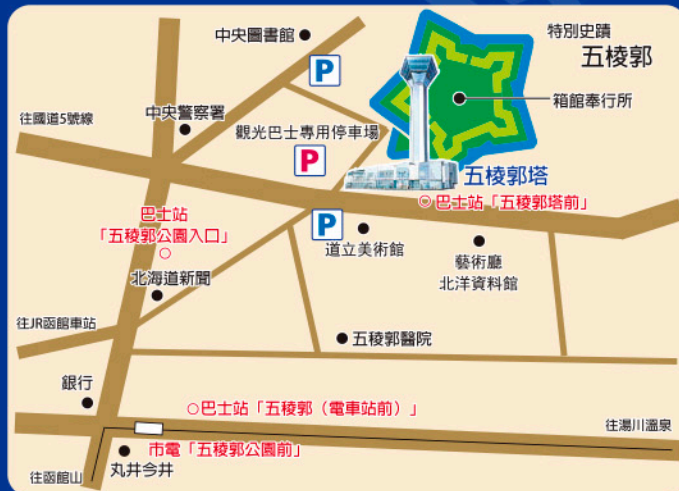 中央圖書館
P
特別史蹟
五稜郭
箱館奉行所
往國道5號線
中央警察署
觀光巴士專用停車場
P
五稜郭塔
巴士站「五稜郭塔前」
巴士站
「五稜郭公園入口」
P
道立美術館
藝術廳
北洋資料館
北海道新聞
往JR函館車站
五稜郭醫院
銀行
巴士站「五稜郭（電車站前）」
往湯川溫泉
市電「五稜郭公園前」
往函館山
丸井今井